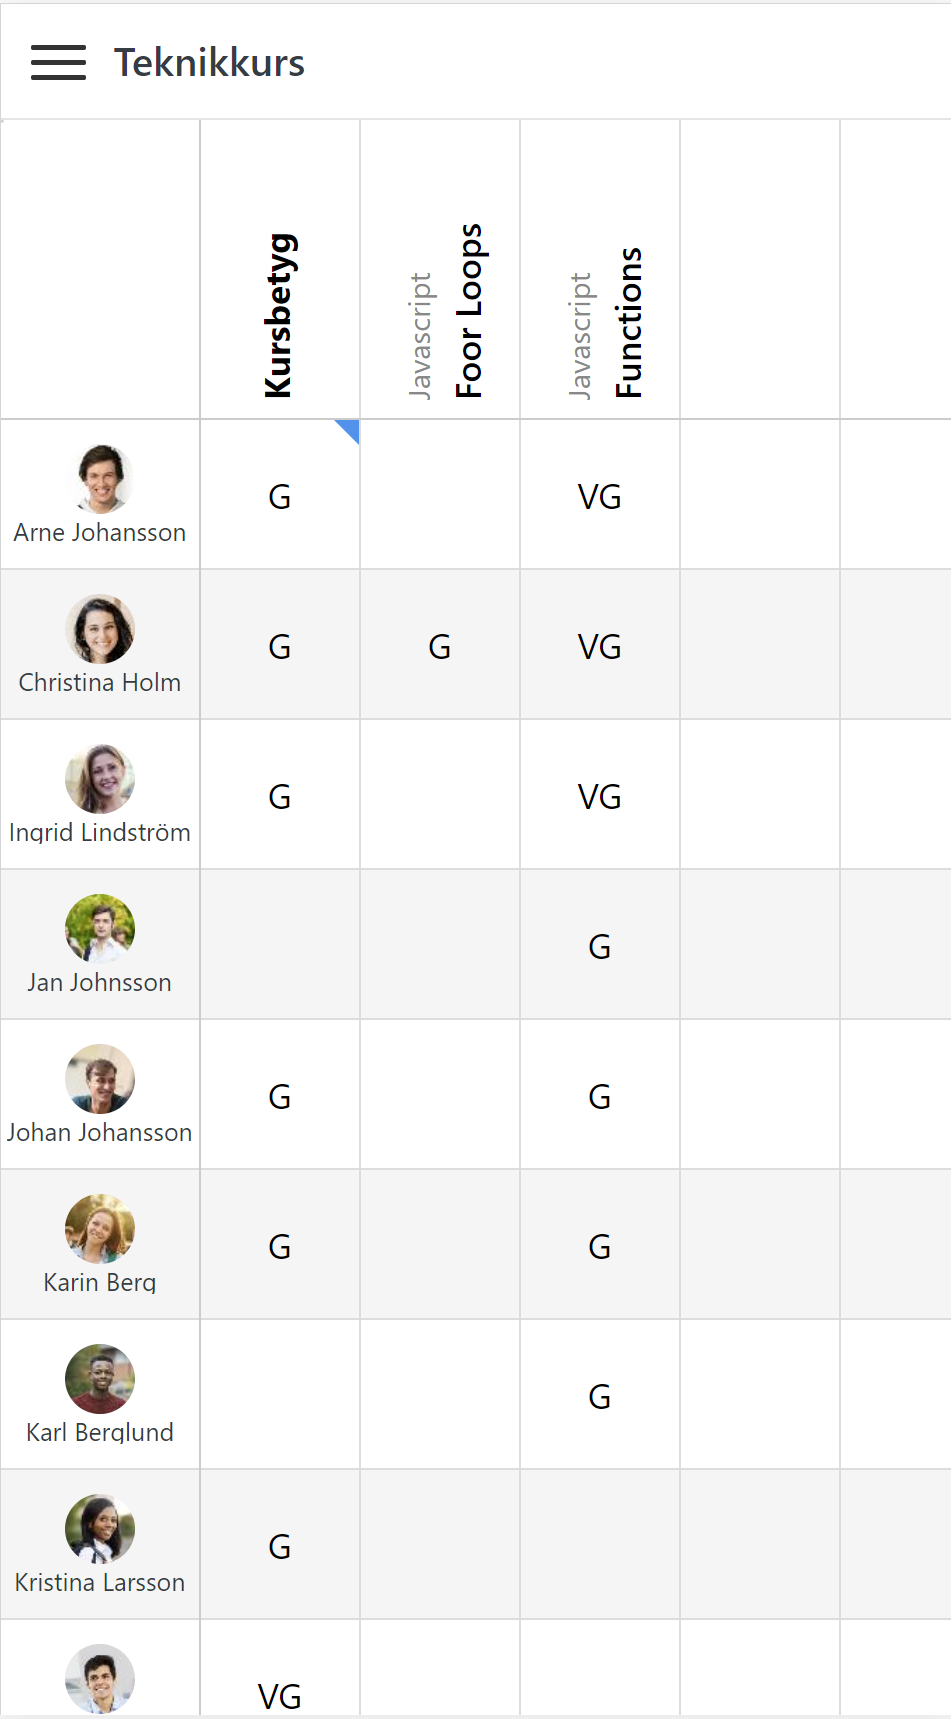 Teknikkurs
Kursbetyg
Javascript
Foor Loops
Javascript
Functions
Arne Johansson
G
VG
Christina Holm
G
G
VG
Ingrid Lindström
G
VG
Jan Johnsson
G
Johan Johansson
G
G
Karin Berg
G
G
Karl Berglund
G
Kristina Larsson
G
VG